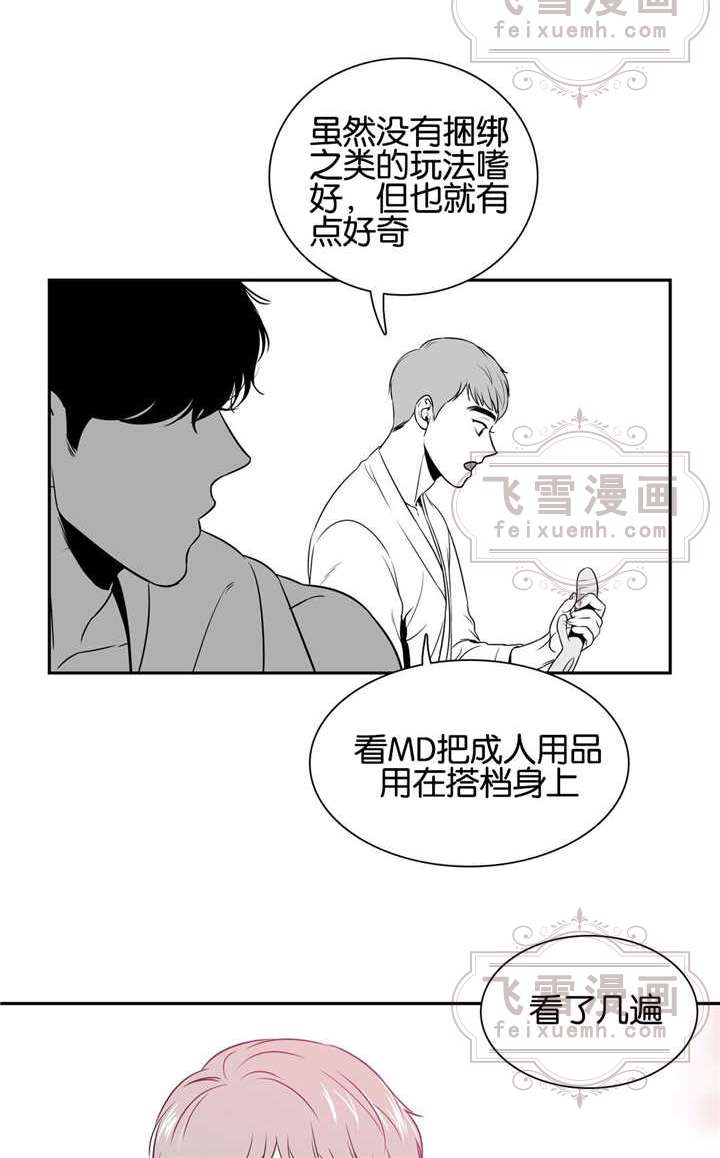 飞雪漫画
feixuemh.com
虽然没有捆绑
之类的玩法嗜
好，但也就有
点好奇
飞雪漫画
feixuemh.com
看MD把成人用品
用在搭档身上
飞雪漫画
feixuemh.com
看了几遍